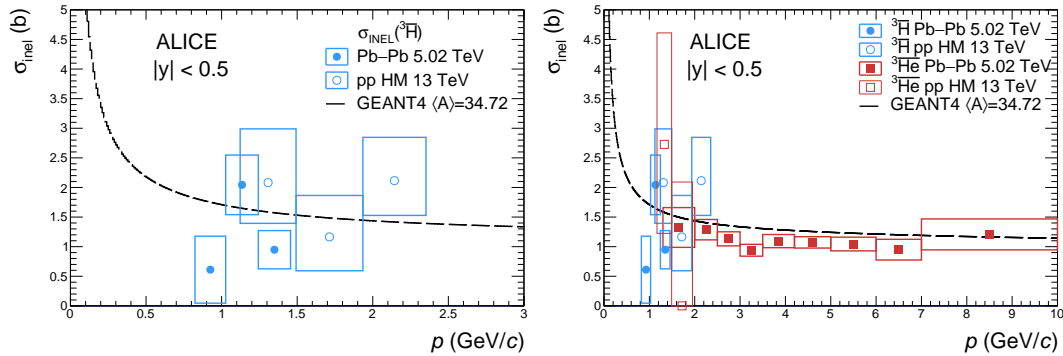 σ_inel (b)
5
4.5
4
3.5
3
2.5
2
1.5
1
0.5
0
ALICE
|y| < 0.5
σ_INEL(³H̅)
Pb–Pb 5.02 TeV
pp HM 13 TeV
GEANT4 ⟨A⟩=34.72
0 0.5 1 1.5 2 2.5 3
p (GeV/c)
σ_inel (b)
5
4.5
4
3.5
3
2.5
2
1.5
1
0.5
0
ALICE
|y| < 0.5
³H̅ Pb–Pb 5.02 TeV
³H̅ pp HM 13 TeV
³H̅e̅ Pb–Pb 5.02 TeV
³H̅e̅ pp HM 13 TeV
GEANT4 ⟨A⟩=34.72
0 1 2 3 4 5 6 7 8 9 10
p (GeV/c)